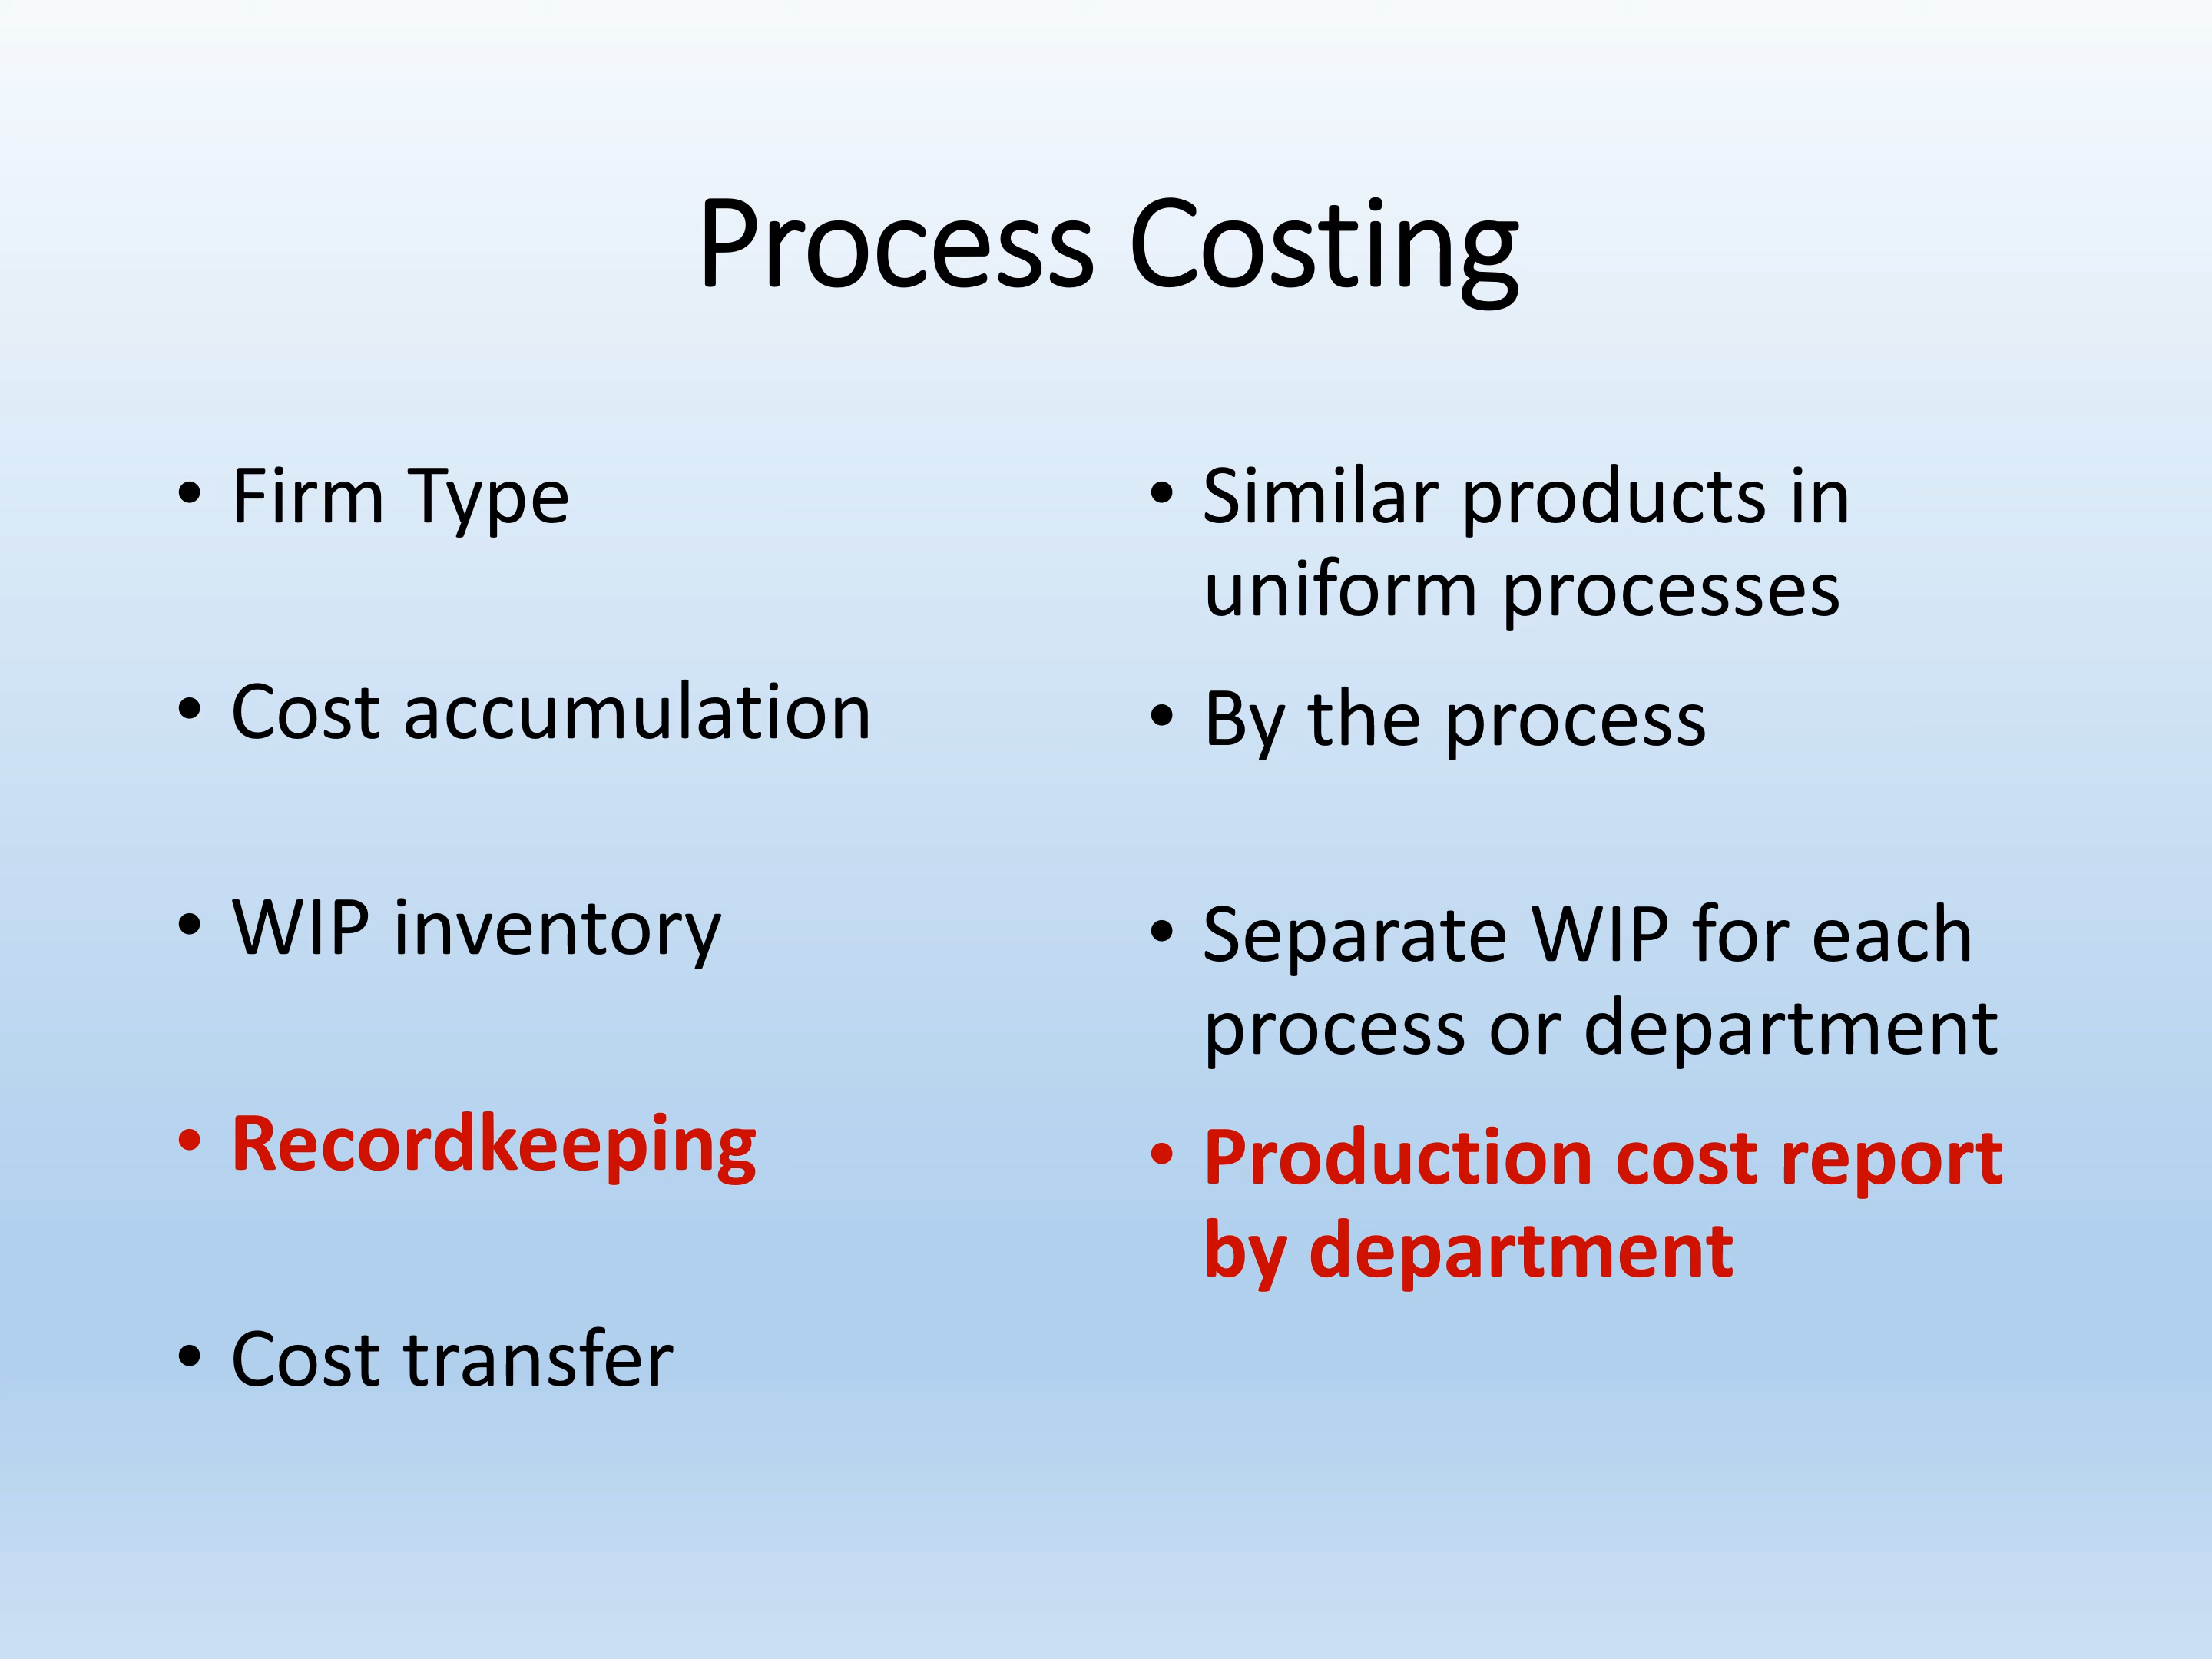 Process Costing
• Firm Type
• Cost accumulation
• WIP inventory
• Recordkeeping
• Cost transfer
• Similar products in
uniform processes
• By the process
• Separate WIP for each
process or department
• Production cost report
by department